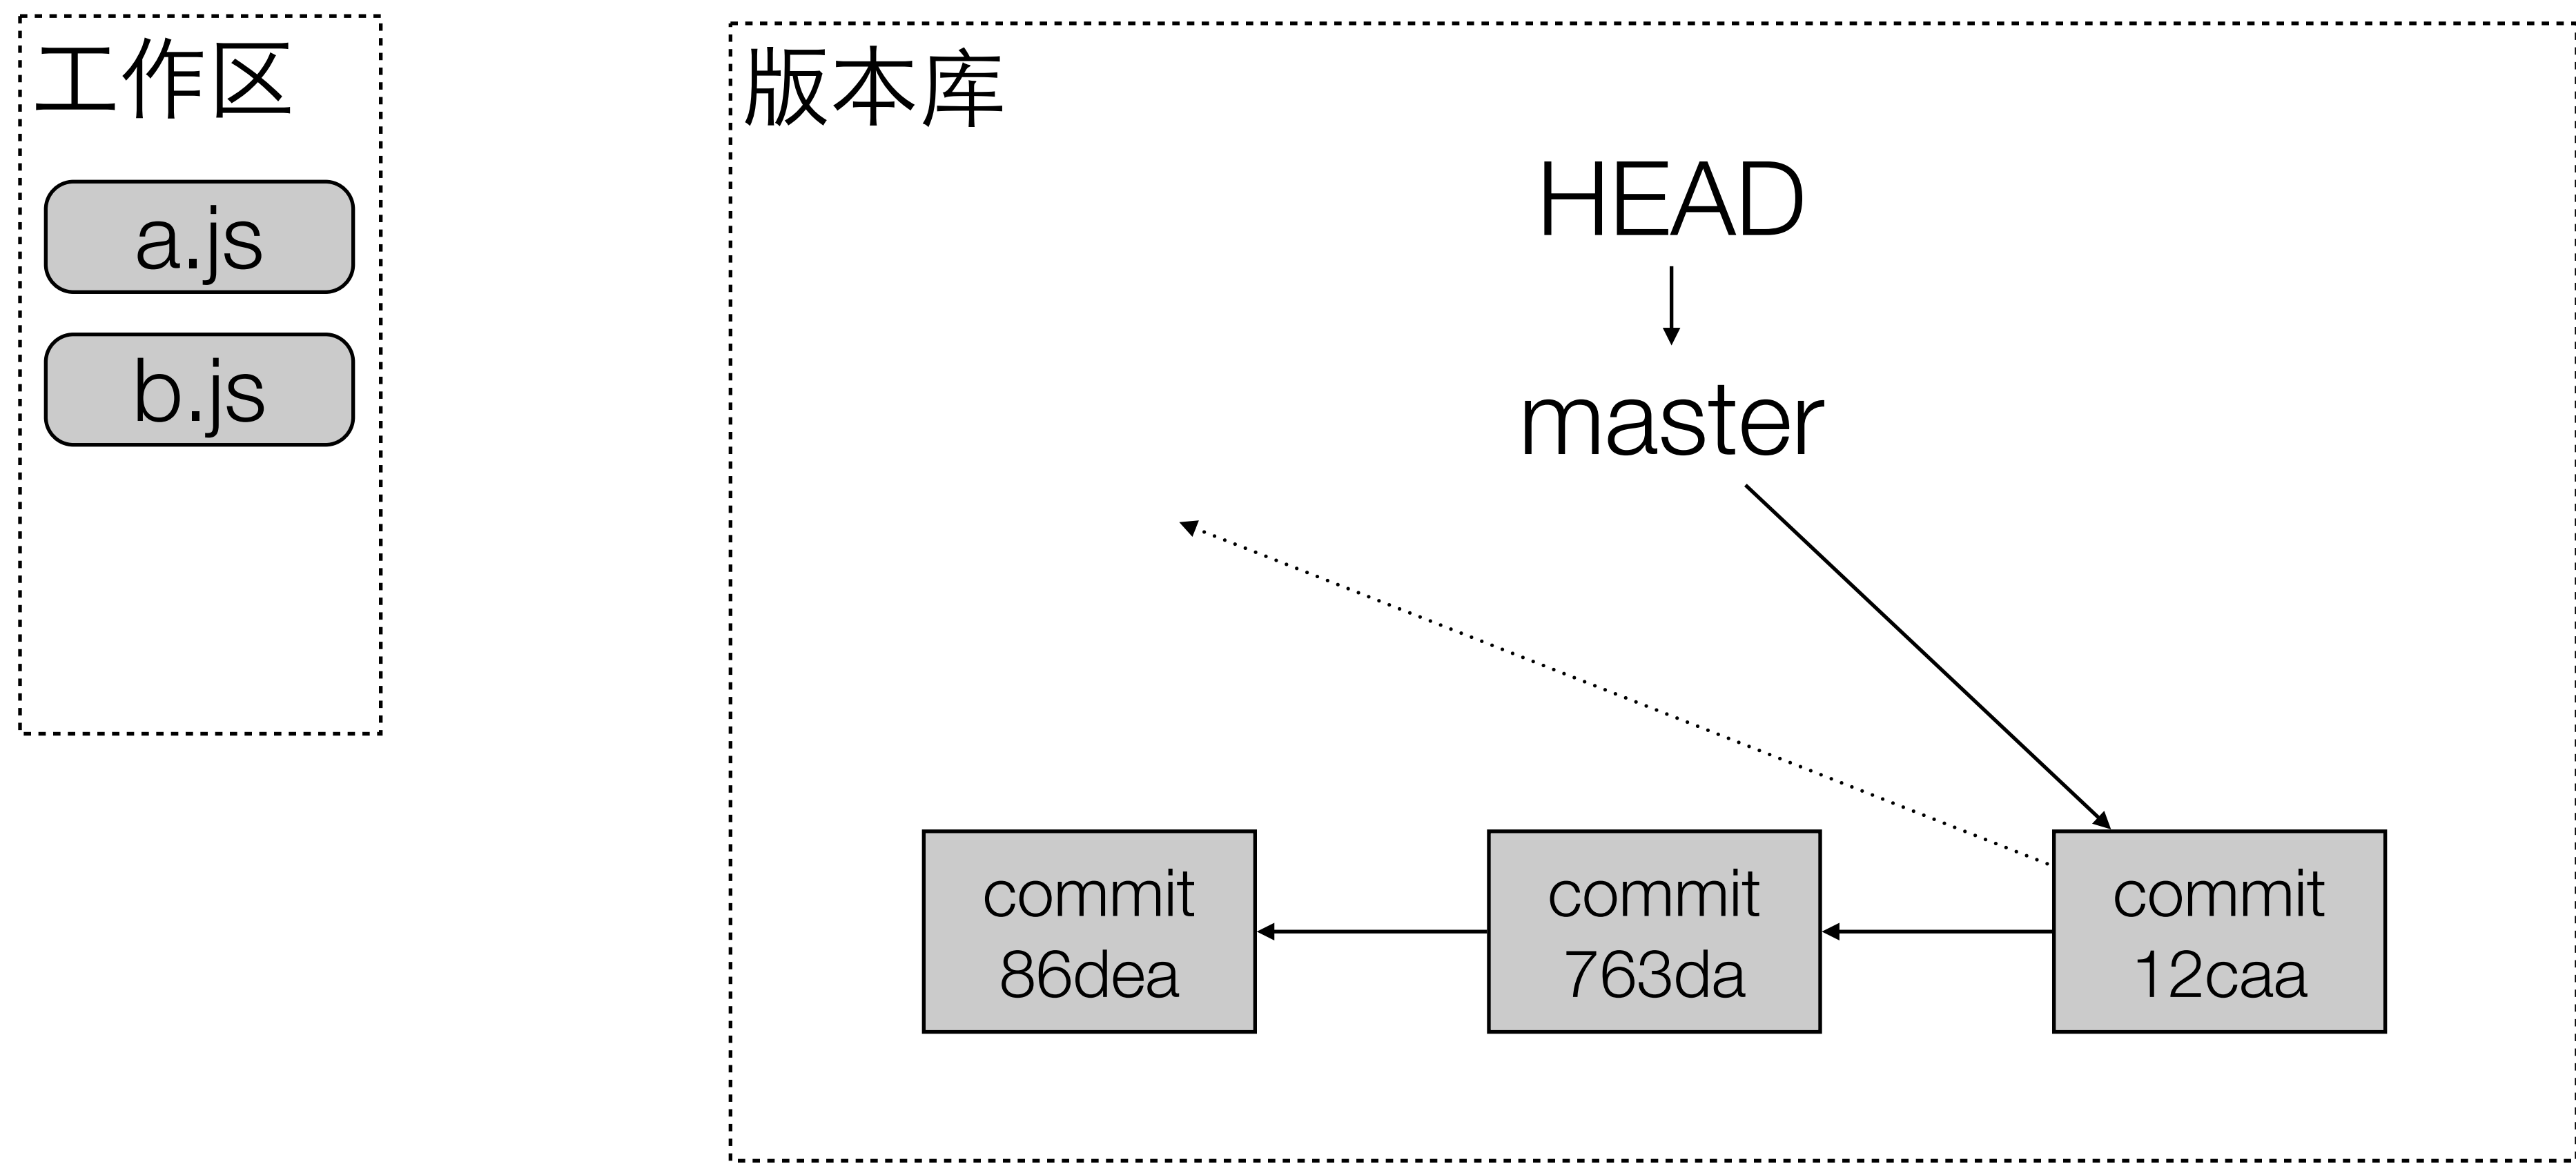 工作区
a.js
b.js
版本库
HEAD
master
commit
86dea
commit
763da
commit
12caa